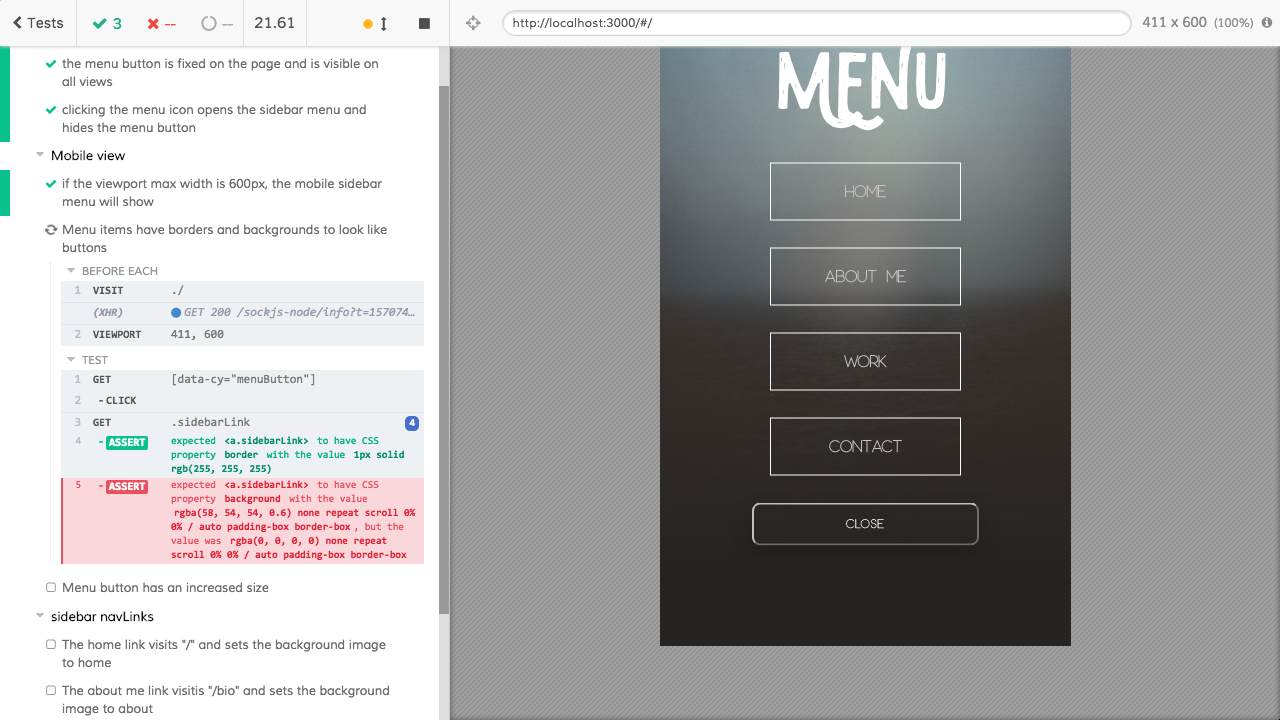 Tests
3
--
--
21.61
http://localhost:3000/#/
411 x 600 (100%)
the menu button is fixed on the page and is visible on
all views
clicking the menu icon opens the sidebar menu and
hides the menu button
Mobile view
if the viewport max width is 600px, the mobile sidebar
menu will show
Menu items have borders and backgrounds to look like
buttons
BEFORE EACH
1 VISIT ./
(XHR) GET 200 /sockjs-node/info?t=157074…
2 VIEWPORT 411, 600
TEST
1 GET [data-cy="menuButton"]
2 -CLICK
3 GET .sidebarLink 4
4 -ASSERT expected <a.sidebarLink> to have CSS
property border with the value 1px solid
rgb(255, 255, 255)
5 -ASSERT expected <a.sidebarLink> to have CSS
property background with the value
rgba(58, 54, 54, 0.6) none repeat scroll 0%
0% / auto padding-box border-box , but the
value was rgba(0, 0, 0, 0) none repeat
scroll 0% 0% / auto padding-box border-box
Menu button has an increased size
sidebar navLinks
The home link visits "/" and sets the background image
to home
The about me link visitis "/bio" and sets the background
image to about
MENU
HOME
ABOUT ME
WORK
CONTACT
CLOSE